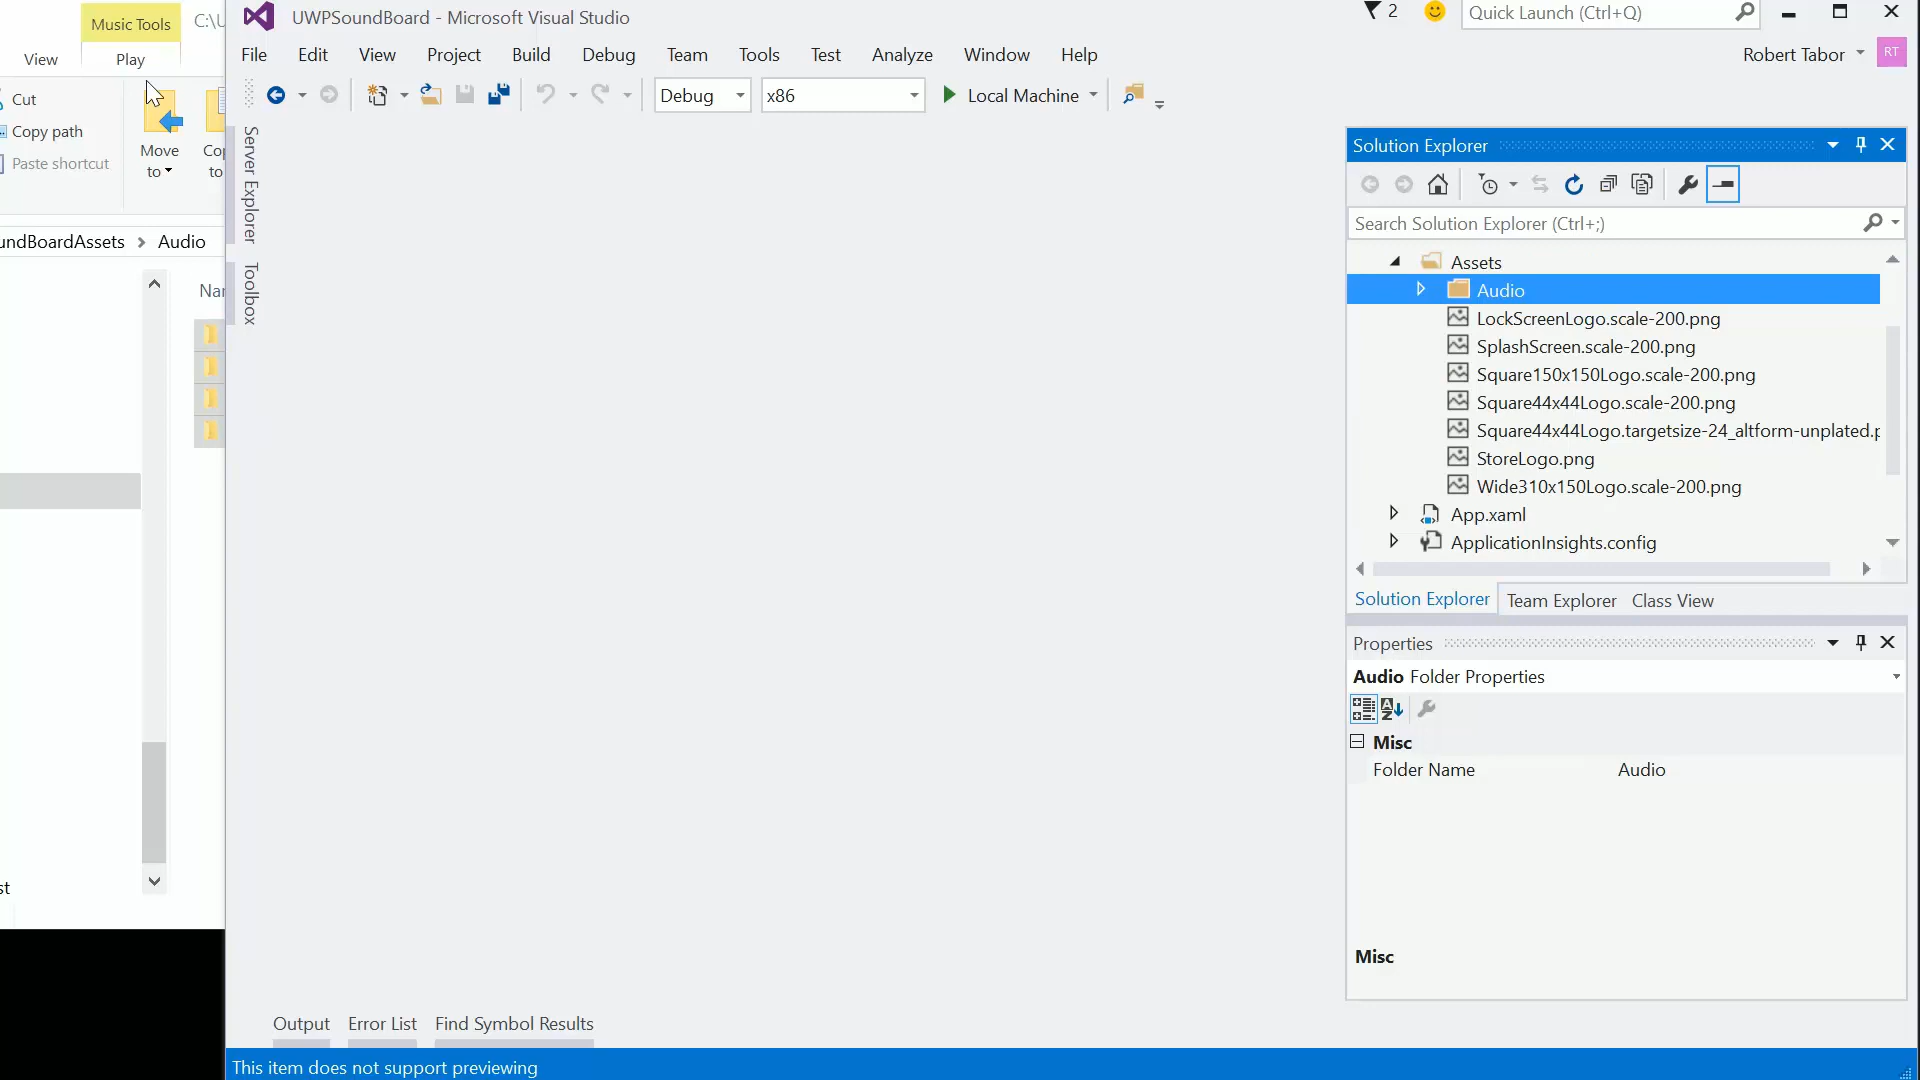 Music Tools
View
Play
Cut
Copy path
Paste shortcut
Move
to
to
Audio
UWPSoundBoard - Microsoft Visual Studio
2
Quick Launch (Ctrl+Q)
File Edit View Project Build Debug Team Tools Test Analyze Window Help
Robert Tabor
RT
Debug
x86
Local Machine
Server Explorer
Toolbox
Solution Explorer
Search Solution Explorer (Ctrl+;)
Assets
Audio
LockScreenLogo.scale-200.png
SplashScreen.scale-200.png
Square150x150Logo.scale-200.png
Square44x44Logo.scale-200.png
Square44x44Logo.targetsize-24_altform-unplated.p
StoreLogo.png
Wide310x150Logo.scale-200.png
App.xaml
ApplicationInsights.config
Solution Explorer Team Explorer Class View
Properties
Audio Folder Properties
Misc
Folder Name Audio
Misc
Output Error List Find Symbol Results
This item does not support previewing